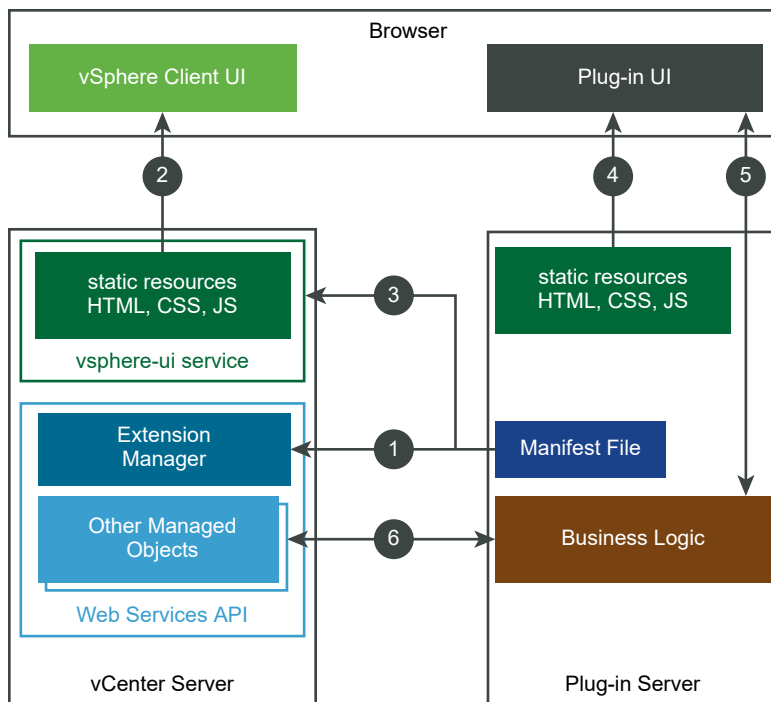 Browser
vSphere Client UI
Plug-in UI
2
4
5
static resources
HTML, CSS, JS
vsphere-ui service
3
static resources
HTML, CSS, JS
Extension
Manager
1
Manifest File
Other Managed
Objects
6
Business Logic
Web Services API
vCenter Server
Plug-in Server